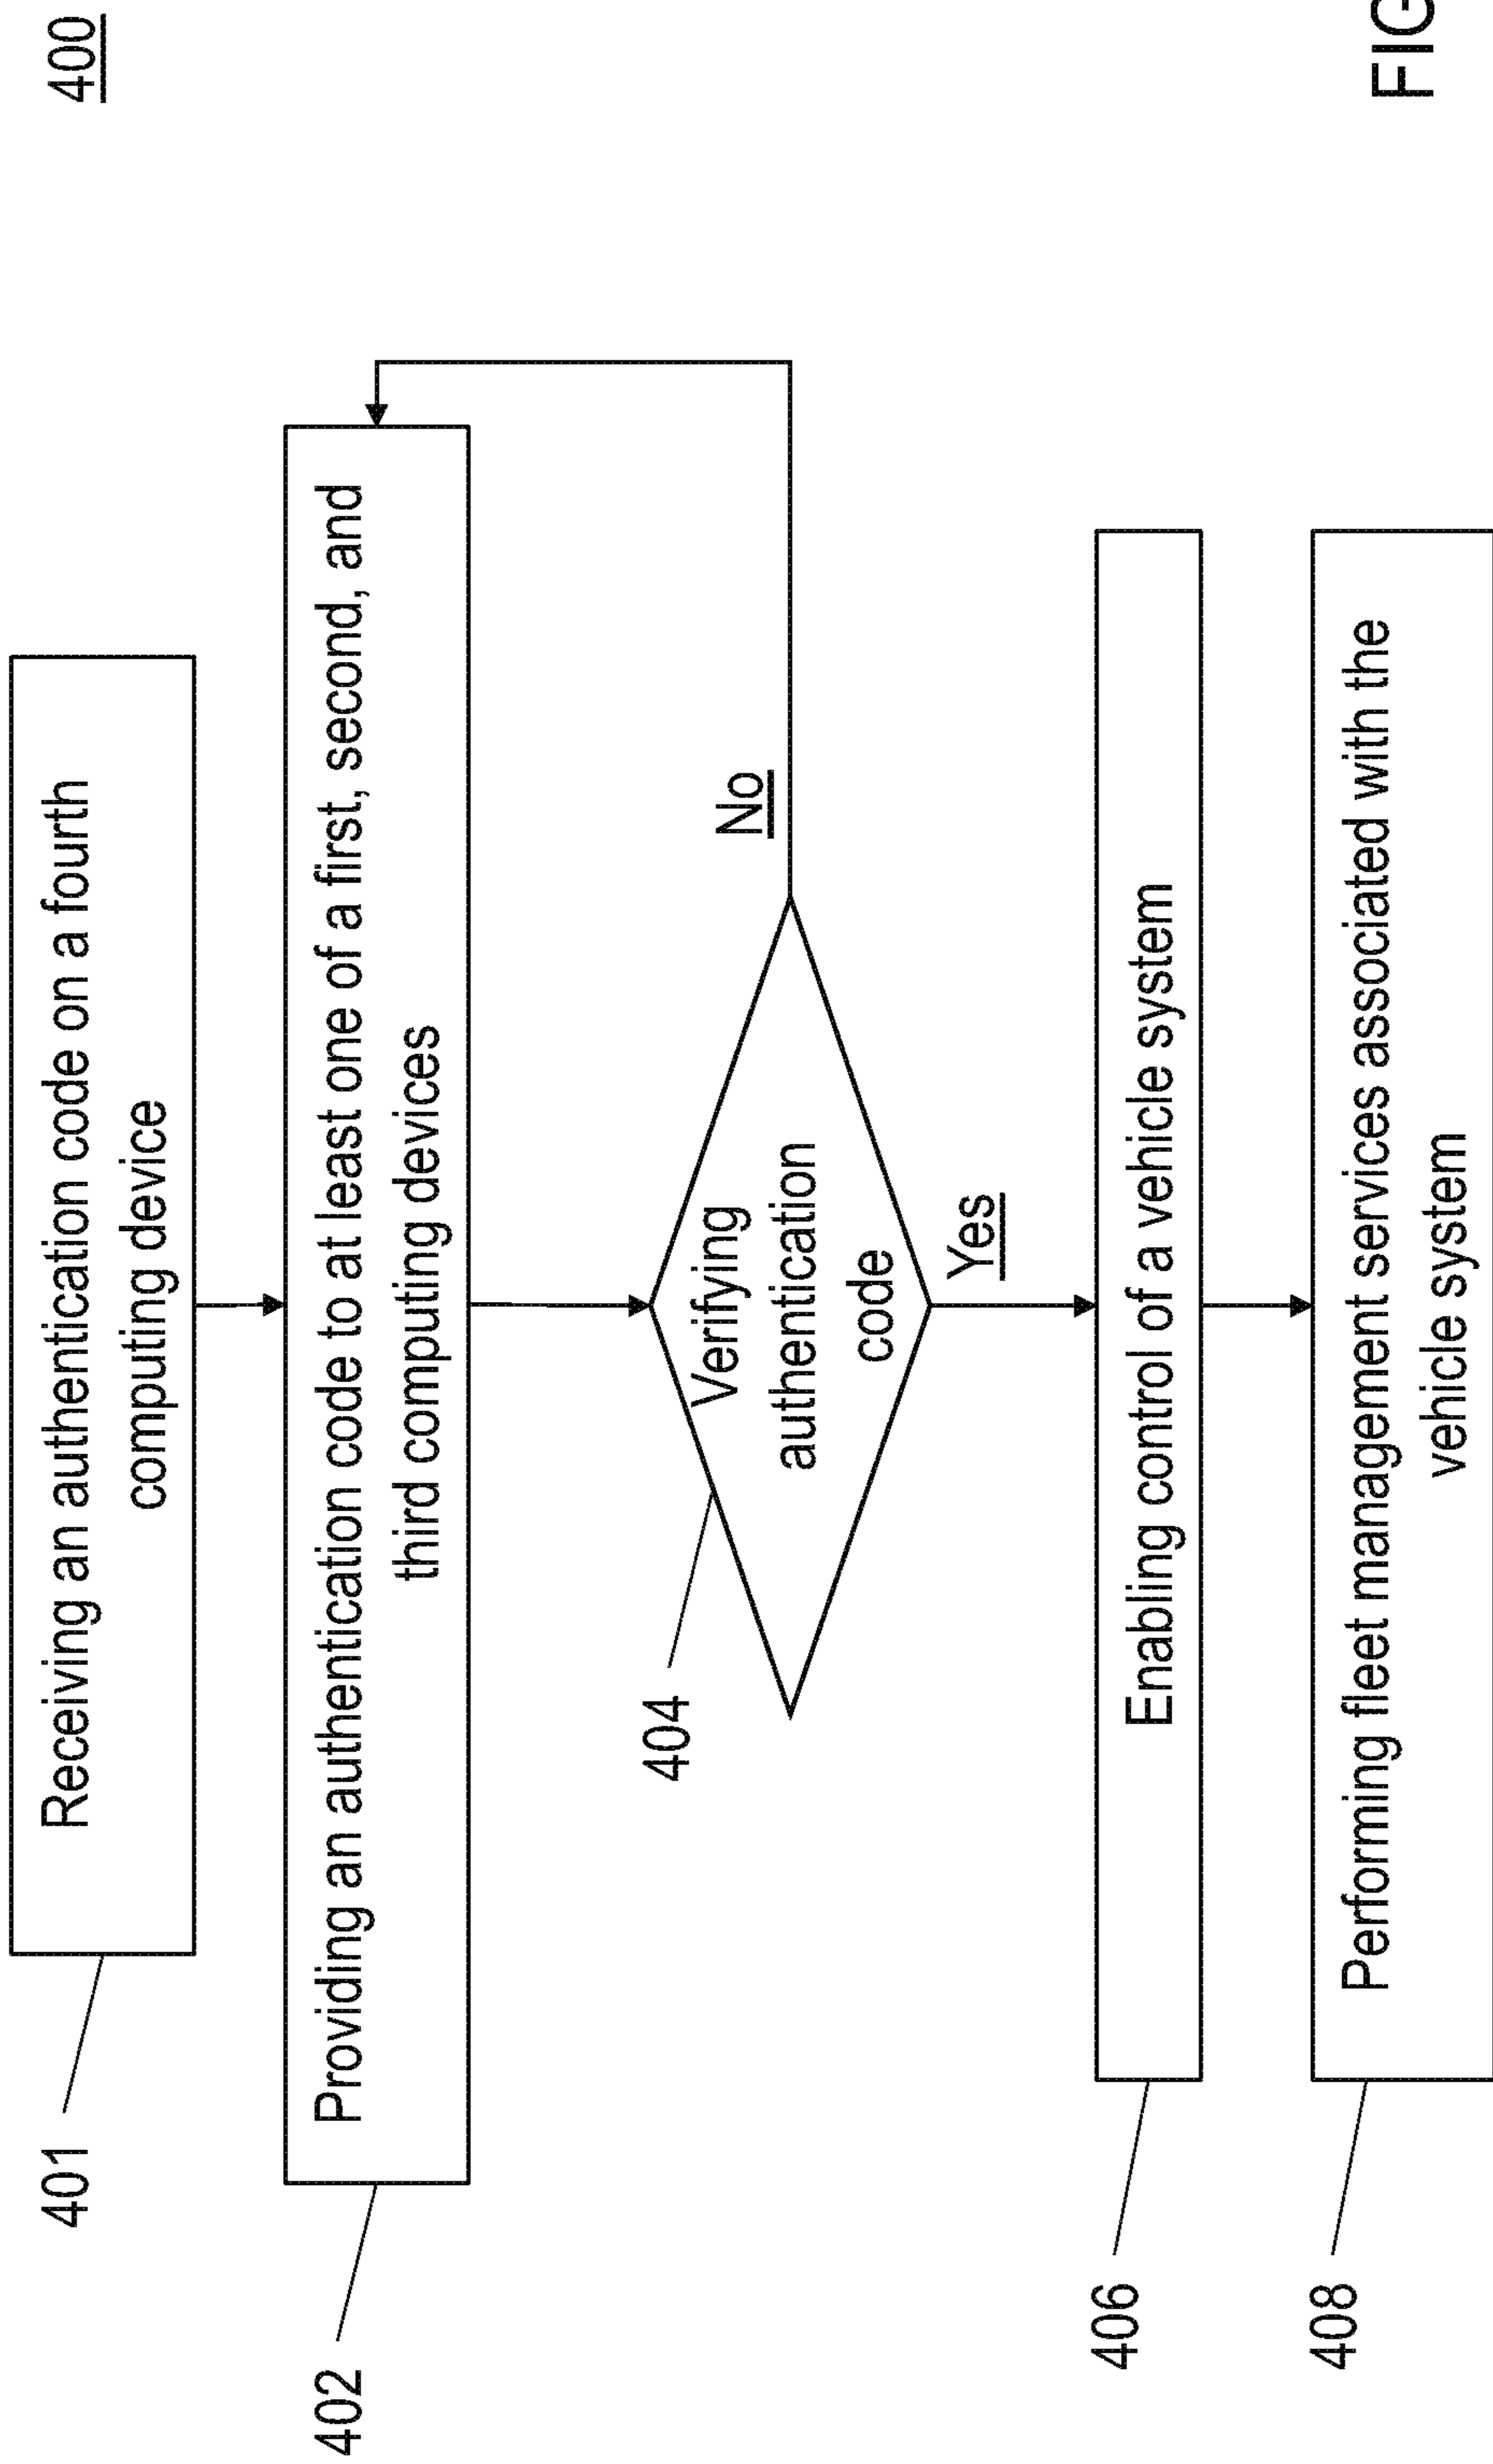 400
401
Receiving an authentication code on a fourth
computing device
402
Providing an authentication code to at least one of a first, second, and
third computing devices
404
Verifying
authentication
code
No
Yes
406
Enabling control of a vehicle system
408
Performing fleet management services associated with the
vehicle system
FIG